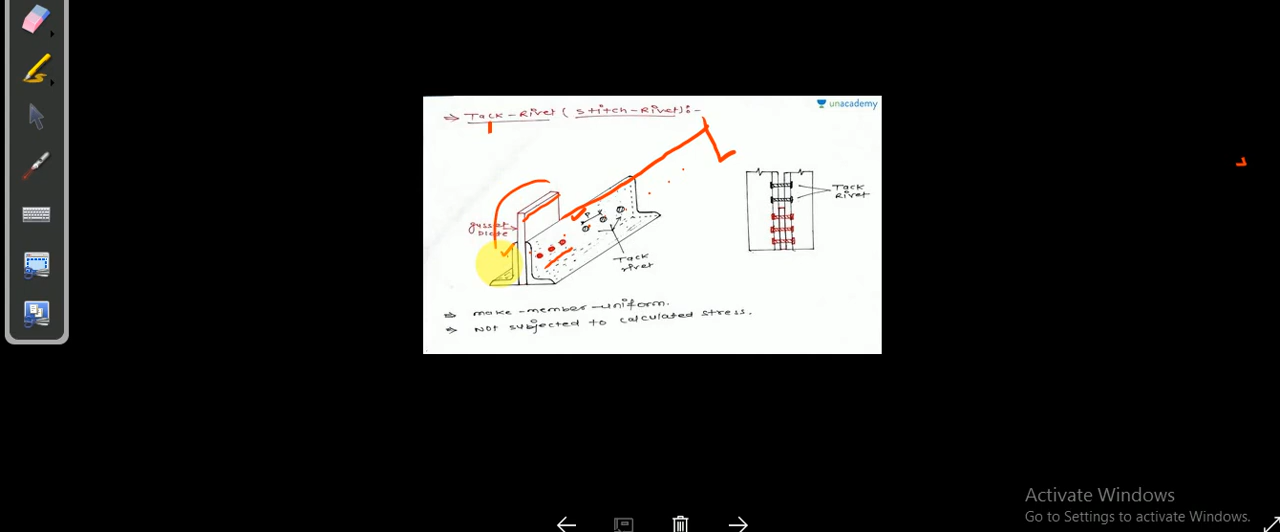 ⇒ Tack-Rivet (stitch-Rivet):-
unacademy
gusset
plate
Tack
rivet
Tack
Rivet
⇒ make-member-uniform.
⇒ Not subjected to calculated stress.
Activate Windows
Go to Settings to activate Windows.